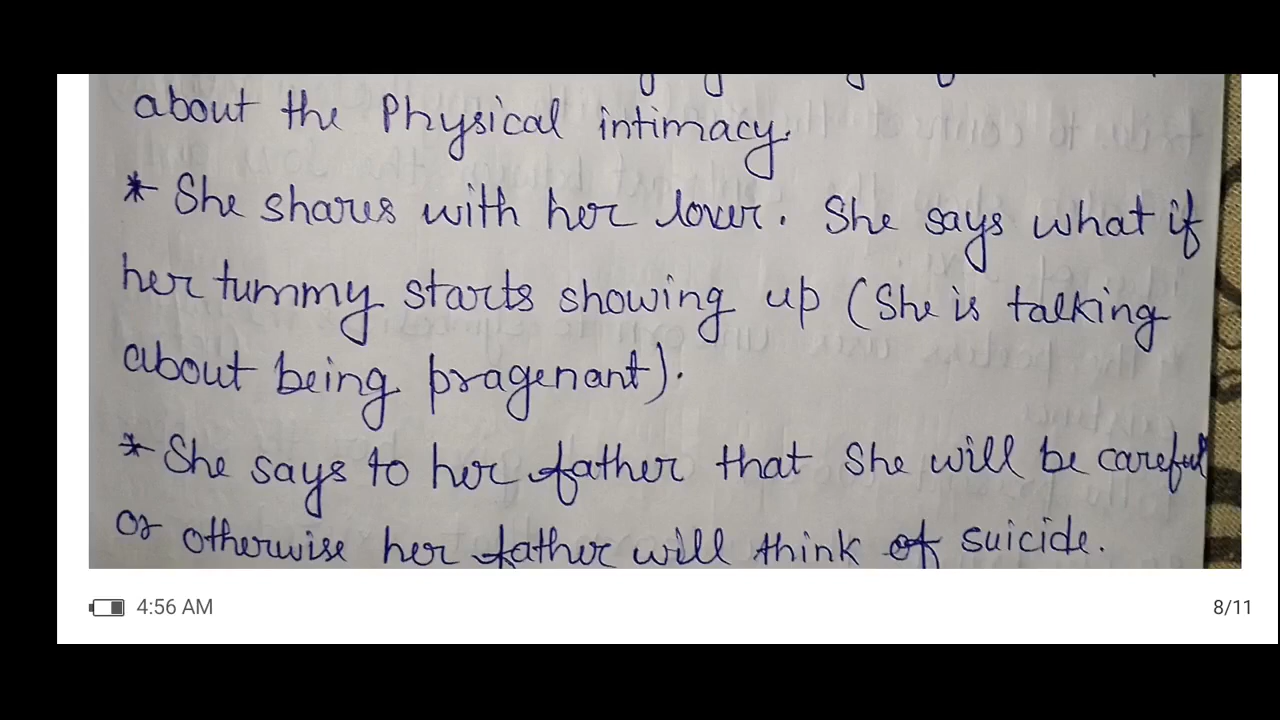 about the Physical intimacy.
* She shares with her lover. She says what if
her tummy starts showing up (She is talking
about being pragenant).
* She says to her father that She will be careful
or otherwise her father will think of suicide.
4:56 AM
8/11